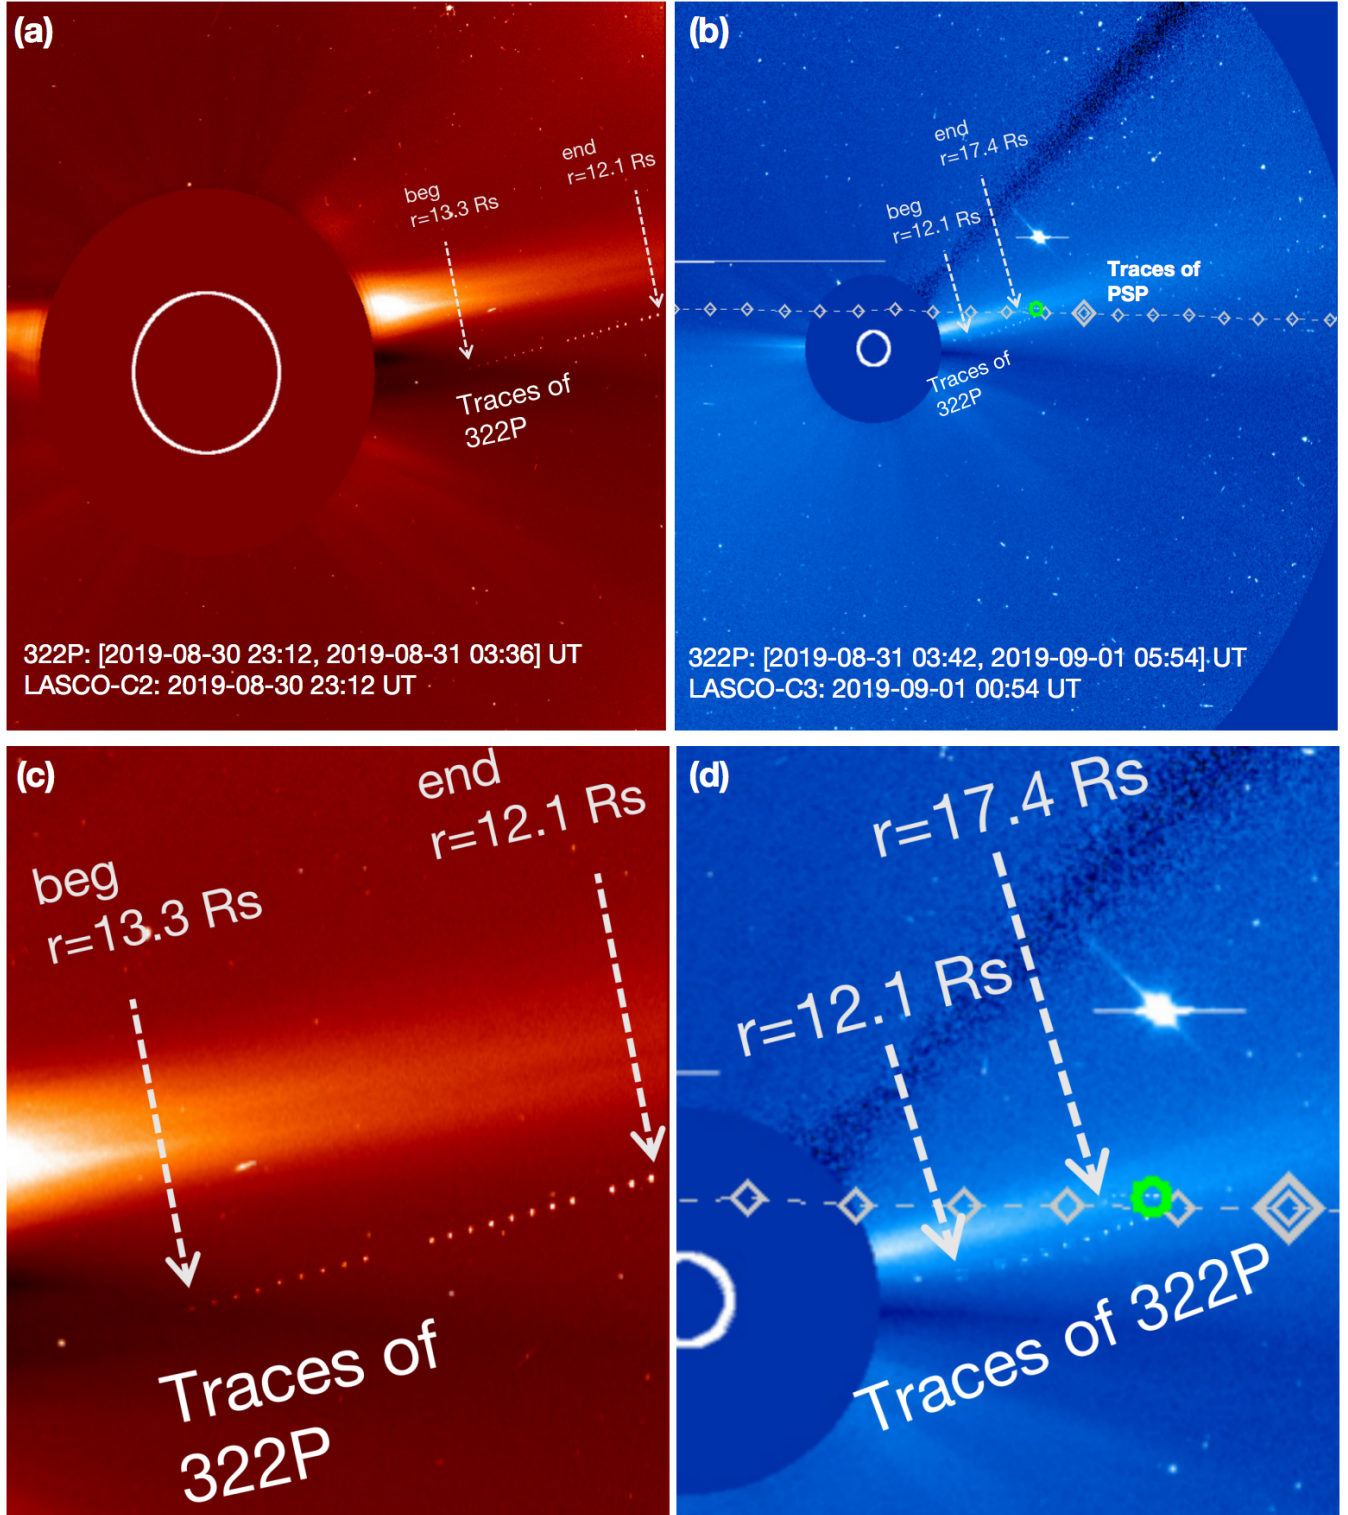 (a)
end
r=12.1 Rs
beg
r=13.3 Rs
Traces of
322P
322P: [2019-08-30 23:12, 2019-08-31 03:36] UT
LASCO-C2: 2019-08-30 23:12 UT
(b)
end
r=17.4 Rs
beg
r=12.1 Rs
Traces of
PSP
Traces of
322P
322P: [2019-08-31 03:42, 2019-09-01 05:54] UT
LASCO-C3: 2019-09-01 00:54 UT
(c)
end
r=12.1 Rs
beg
r=13.3 Rs
Traces of
322P
(d)
r=17.4 Rs
r=12.1 Rs
Traces of 322P